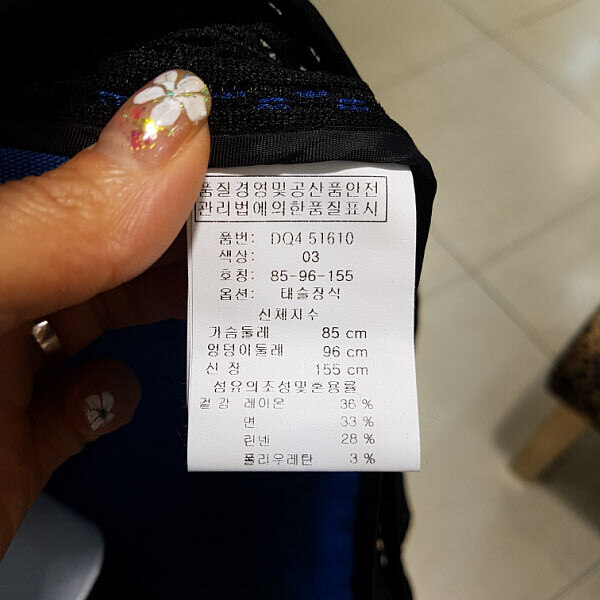 품질경영및공산품안전
관리법에의한품질표시
품번: DQ4 51610
색상: 03
호칭: 85-96-155
옵션: 태슬장식
신체지수
가슴둘레 85 cm
엉덩이둘레 96 cm
신 장 155 cm
섬유의조성및혼용률
겉감 레이온 36 %
면 33 %
린넨 28 %
폴리우레탄 3 %